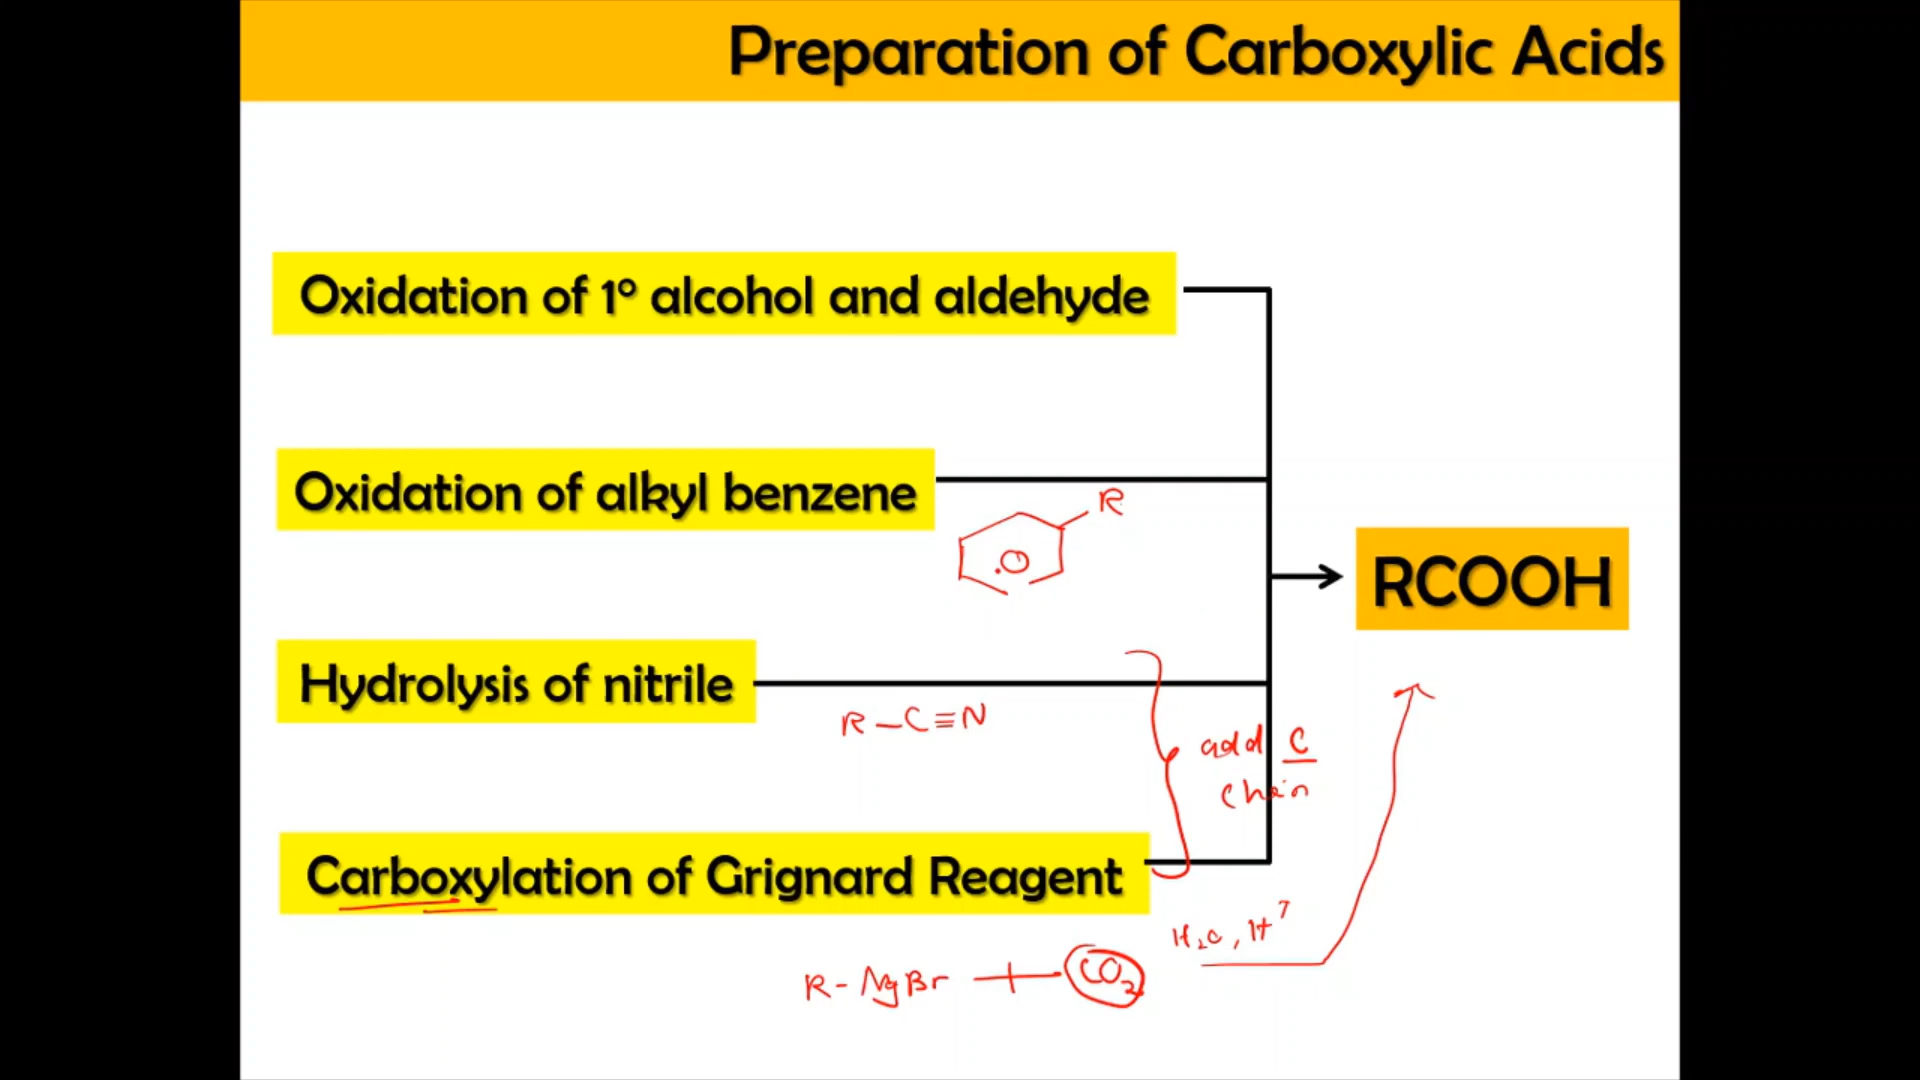 Preparation of Carboxylic Acids
Oxidation of 1° alcohol and aldehyde
Oxidation of alkyl benzene
R
RCOOH
Hydrolysis of nitrile
R-C≡N
add C
chain
Carboxylation of Grignard Reagent
H₂O, H⁺
R-MgBr + CO₂